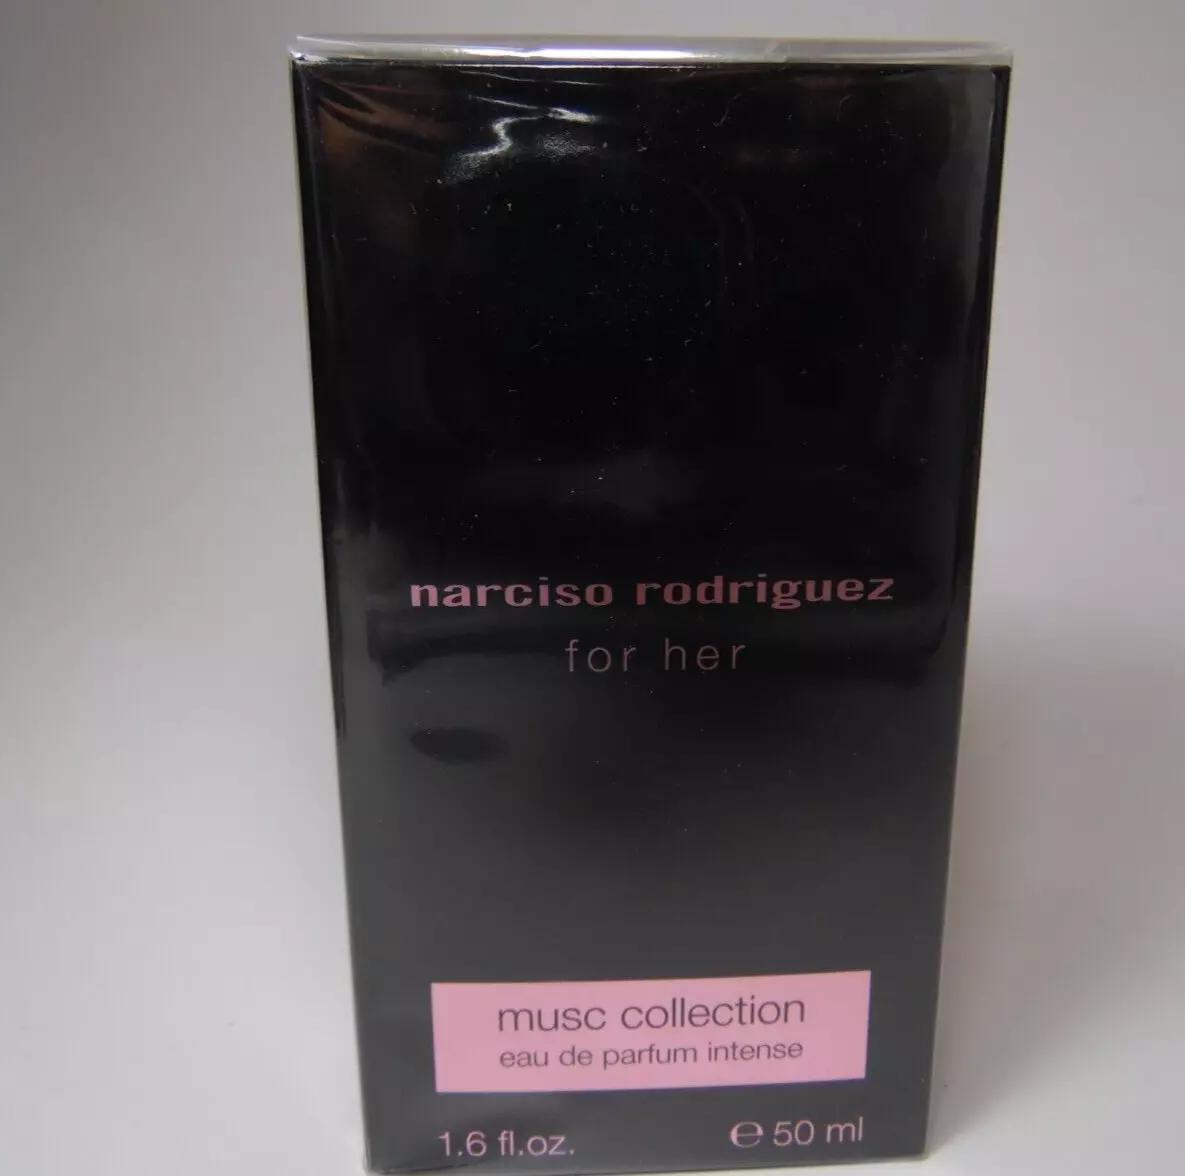 narciso rodriguez
for her
musc collection
eau de parfum intense
1.6 fl.oz. ℮ 50 ml